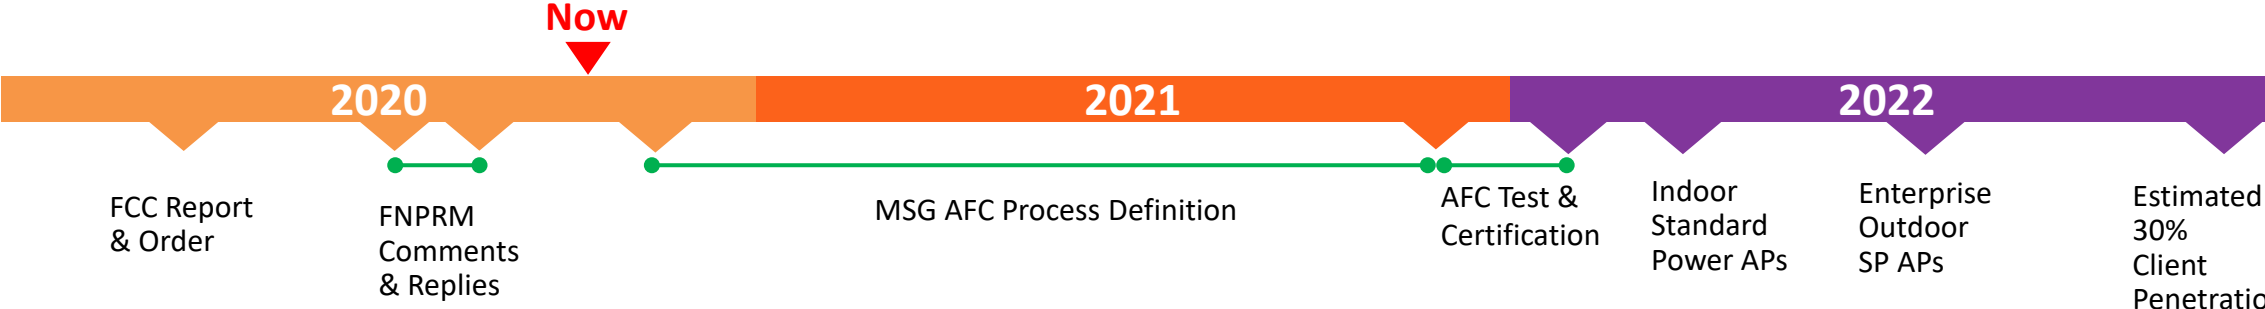 Now
2020
2021
2022
FCC Report
& Order
FNPRM
Comments
& Replies
MSG AFC Process Definition
AFC Test &
Certification
Indoor
Standard
Power APs
Enterprise
Outdoor
SP APs
Estimated
30%
Client
Penetratio